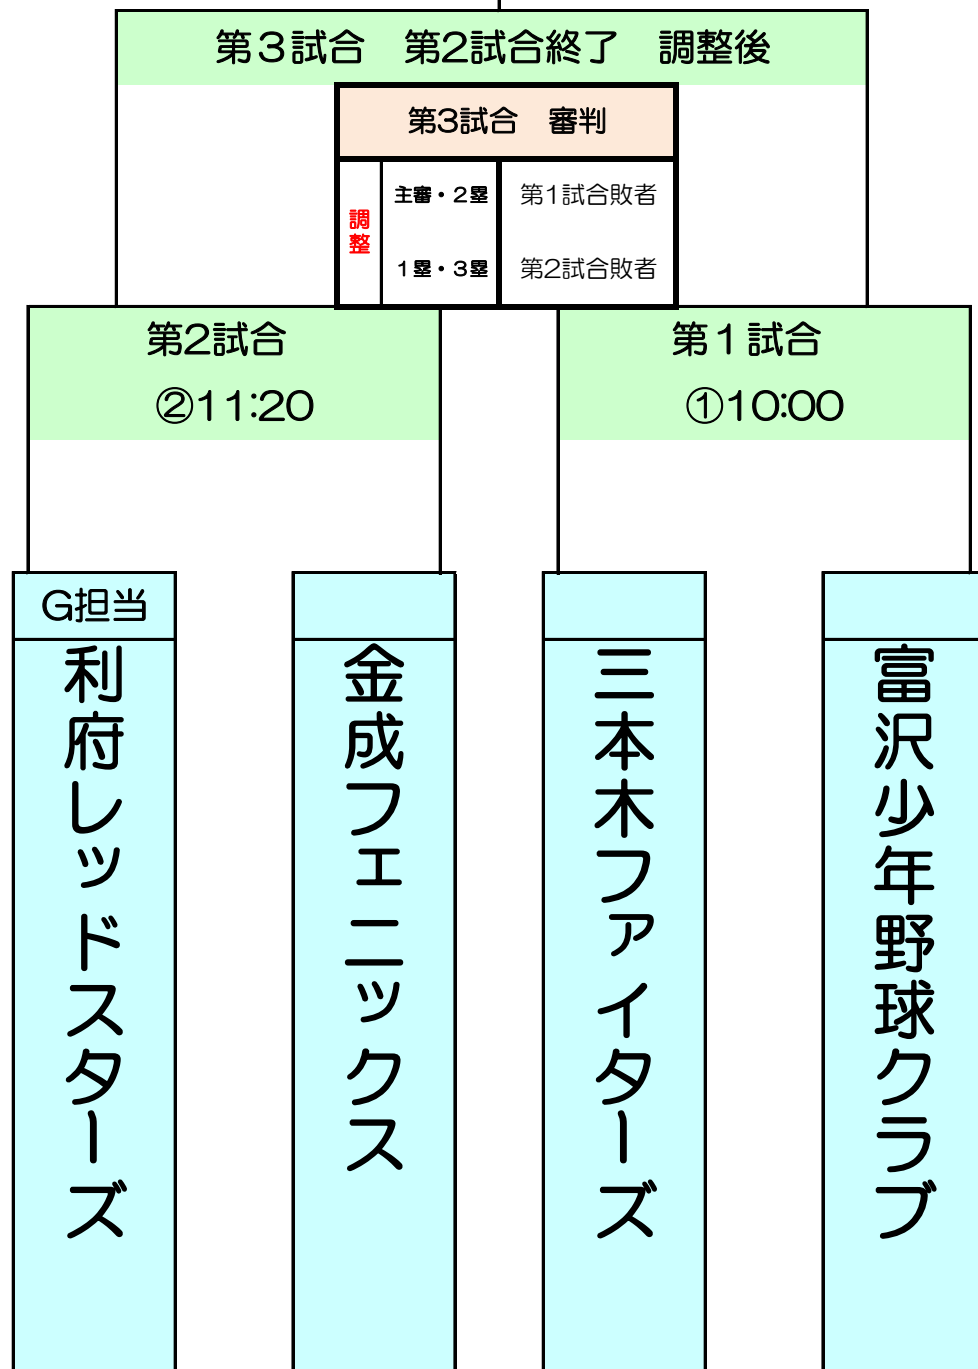 第３試合　第2試合終了　調整後
第3試合　審判
調整
主審・２塁
第1試合敗者
１塁・３塁
第2試合敗者
第2試合
②11:20
第１試合
①10:00
G担当
利府レッドスターズ
金成フェニックス
三本木ファイターズ
富沢少年野球クラブ